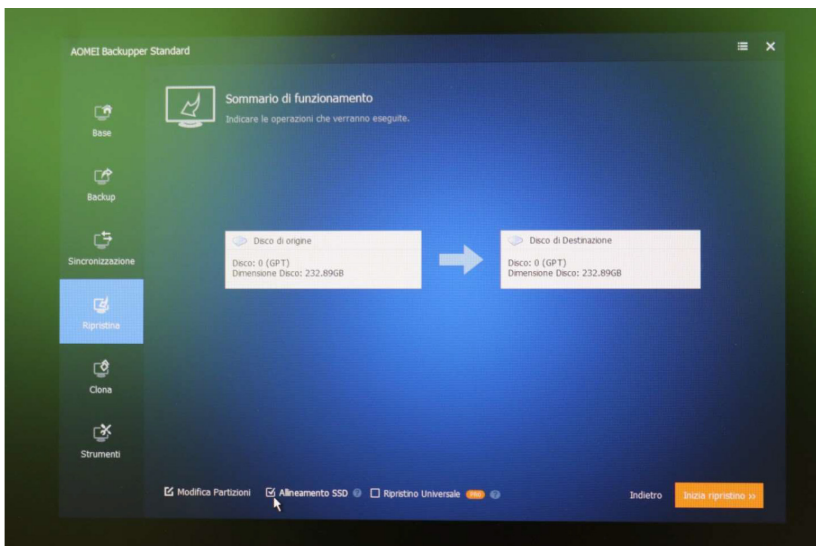 AOMEI Backupper Standard
Sommario di funzionamento
Indicare le operazioni che verranno eseguite.
Base
Backup
Sincronizzazione
Ripristina
Clona
Strumenti
Disco di origine
Disco: 0 (GPT)
Dimensione Disco: 232.89GB
Disco di Destinazione
Disco: 0 (GPT)
Dimensione Disco: 232.89GB
Modifica Partizioni
Allineamento SSD ?
Ripristino Universale PRO ?
Indietro
Inizia ripristino »